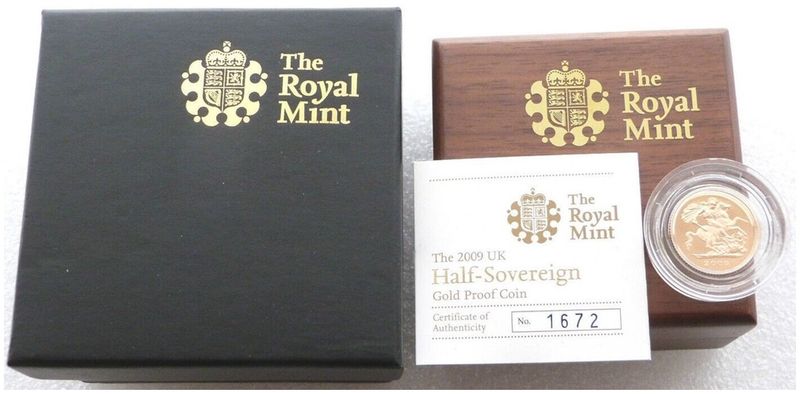 The
Royal
Mint
The
Royal
Mint
The
Royal
Mint
The 2009 UK
Half-Sovereign
Gold Proof Coin
Certificate of
Authenticity
No. 1672
2009